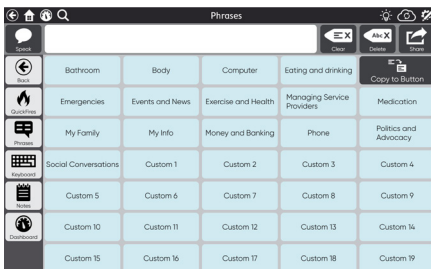 Phrases
Speak
Clear
Abc X
Delete
Share
Back
Bathroom
Body
Computer
Eating and drinking
Copy to Button
QuickFires
Emergencies
Events and News
Exercise and Health
Managing Service
Providers
Medication
Phrases
My Family
My Info
Money and Banking
Phone
Politics and
Advocacy
Keyboard
Social Conversations
Custom 1
Custom 2
Custom 3
Custom 4
Notes
Custom 5
Custom 6
Custom 7
Custom 8
Custom 9
Dashboard
Custom 10
Custom 11
Custom 12
Custom 13
Custom 14
Custom 15
Custom 16
Custom 17
Custom 18
Custom 19